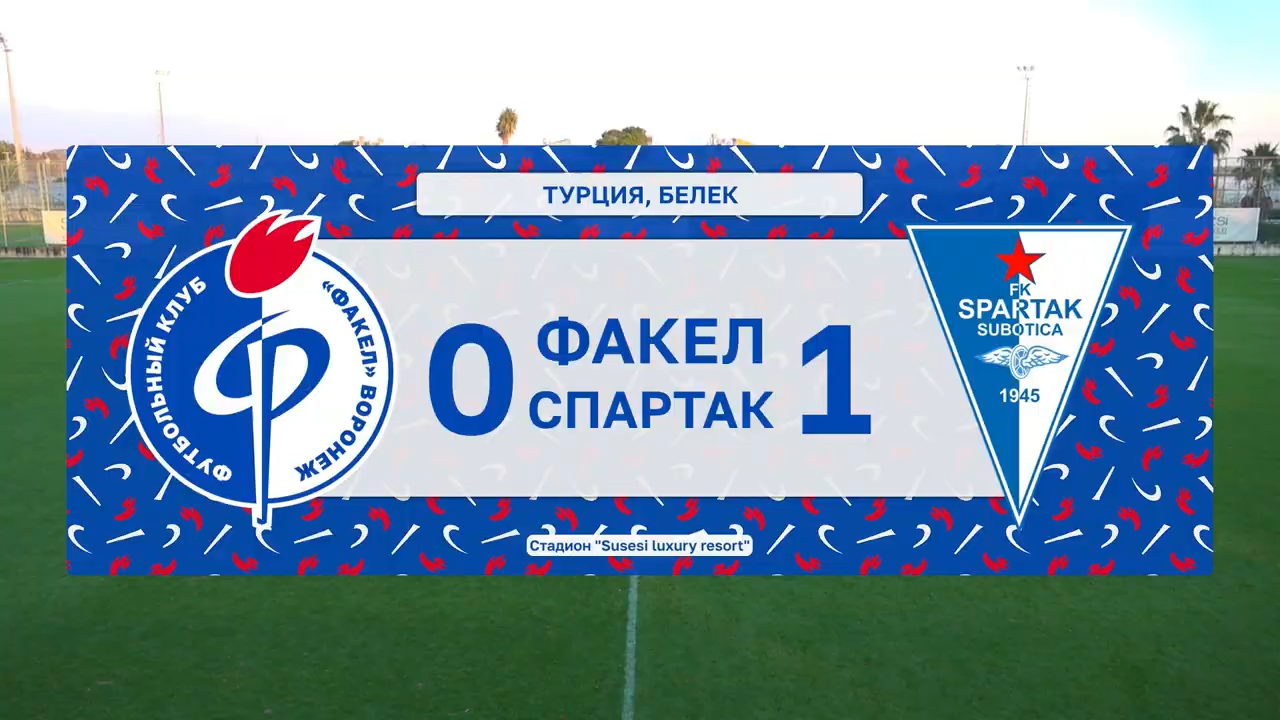 ТУРЦИЯ, БЕЛЕК
ФУТБОЛЬНЫЙ КЛУБ
«ФАКЕЛ» ВОРОНЕЖ
0
ФАКЕЛ
СПАРТАК
1
FK
SPARTAK
SUBOTICA
1945
Стадион "Susesi luxury resort"